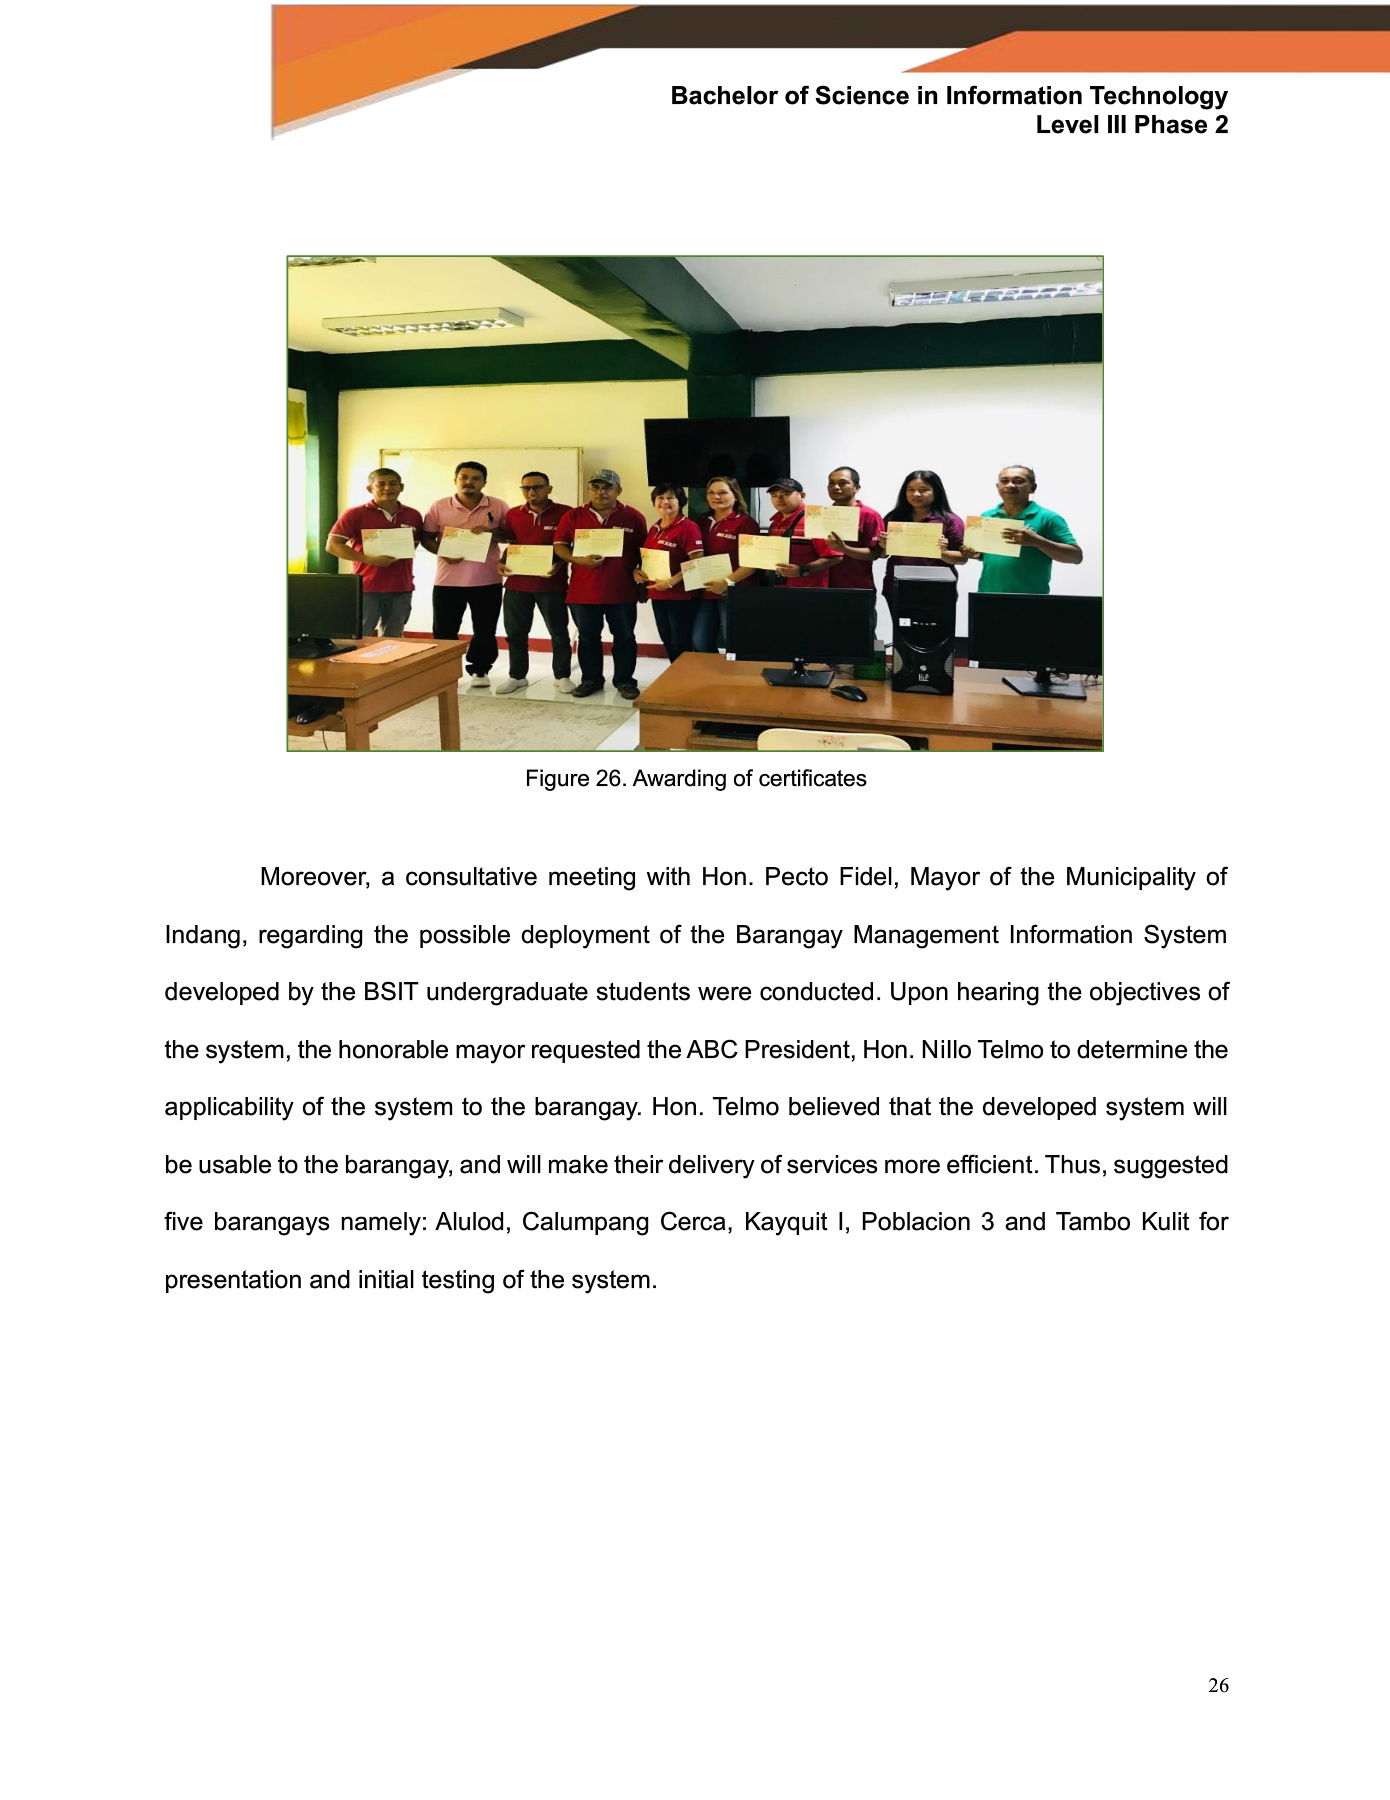 Bachelor of Science in Information Technology
Level III Phase 2
Figure 26. Awarding of certificates
Moreover, a consultative meeting with Hon. Pecto Fidel, Mayor of the Municipality of
Indang, regarding the possible deployment of the Barangay Management Information System
developed by the BSIT undergraduate students were conducted. Upon hearing the objectives of
the system, the honorable mayor requested the ABC President, Hon. Nillo Telmo to determine the
applicability of the system to the barangay. Hon. Telmo believed that the developed system will
be usable to the barangay, and will make their delivery of services more efficient. Thus, suggested
five barangays namely: Alulod, Calumpang Cerca, Kayquit I, Poblacion 3 and Tambo Kulit for
presentation and initial testing of the system.
26